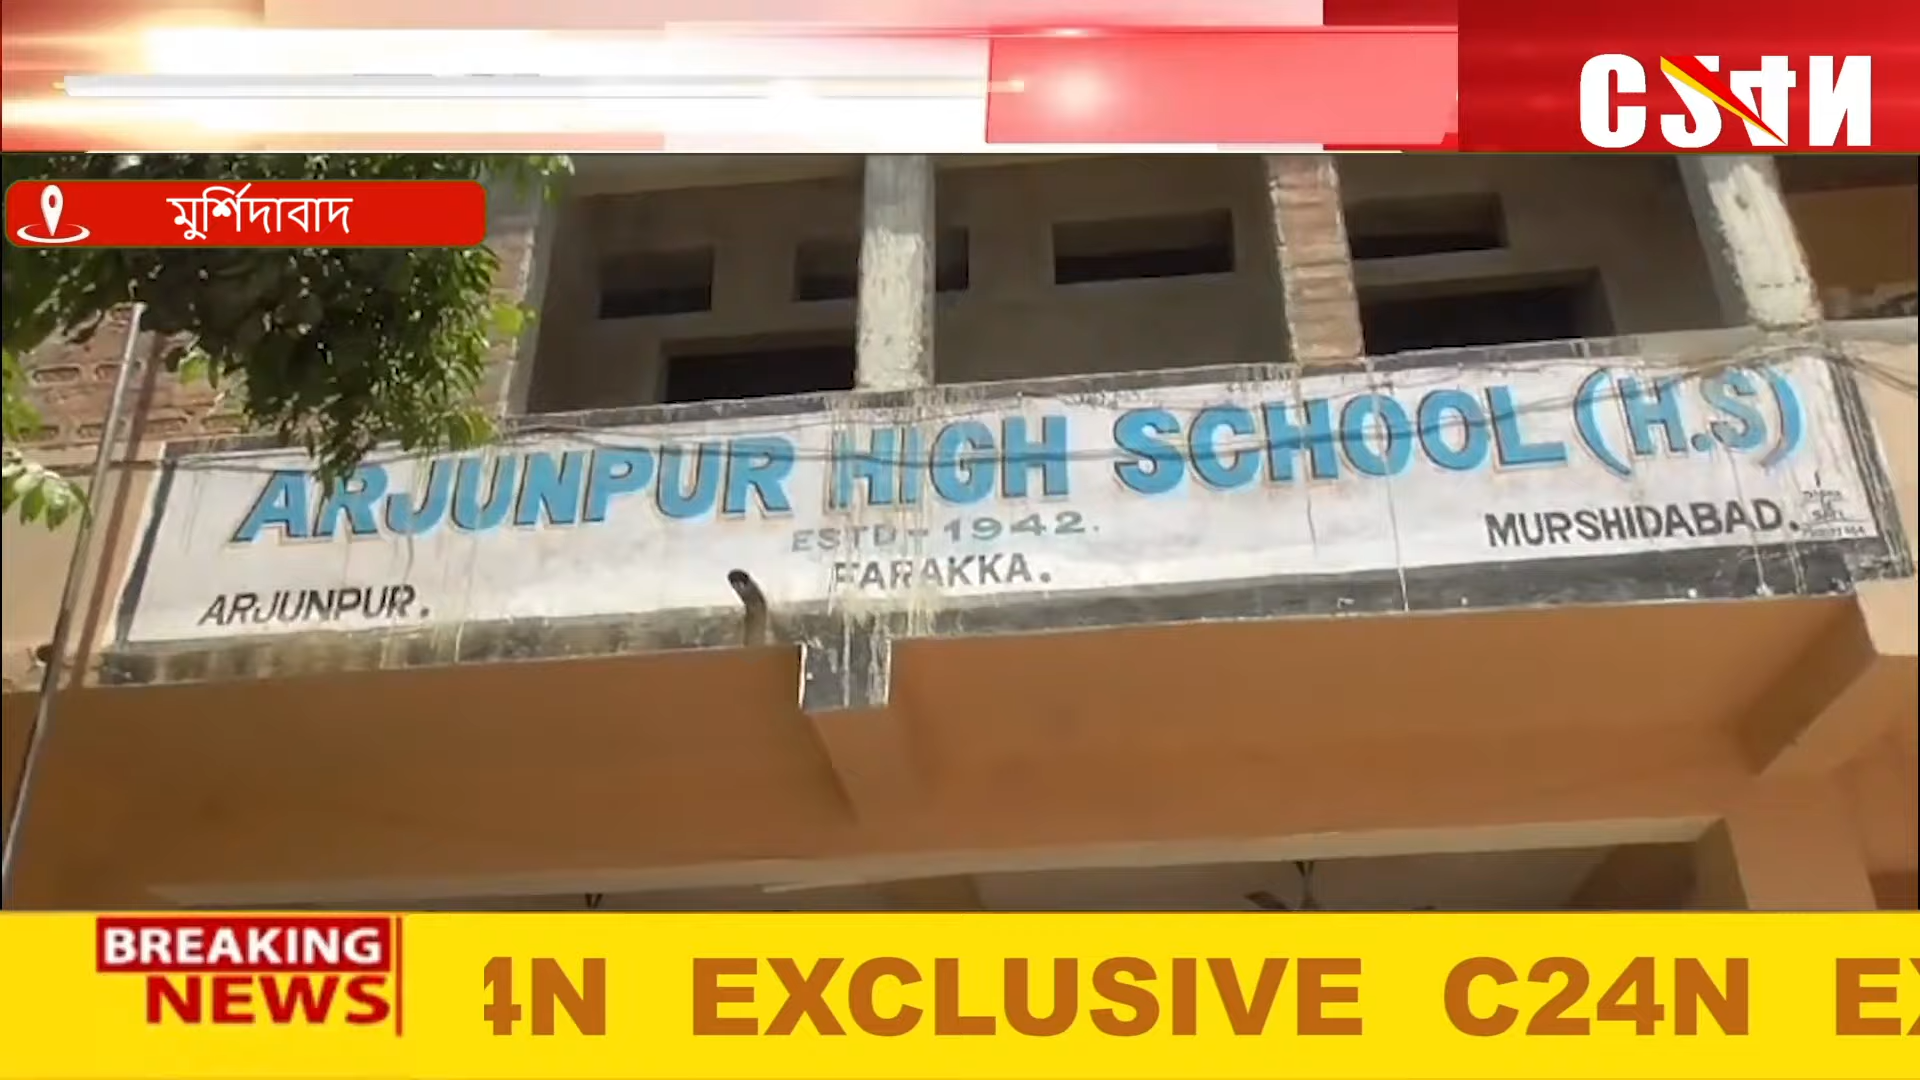 C24N
মুর্শিদাবাদ
ARJUNPUR HIGH SCHOOL (H.S)
ESTD-1942.
ARJUNPUR. FARAKKA. MURSHIDABAD.
BREAKING
NEWS
4N EXCLUSIVE C24N EX